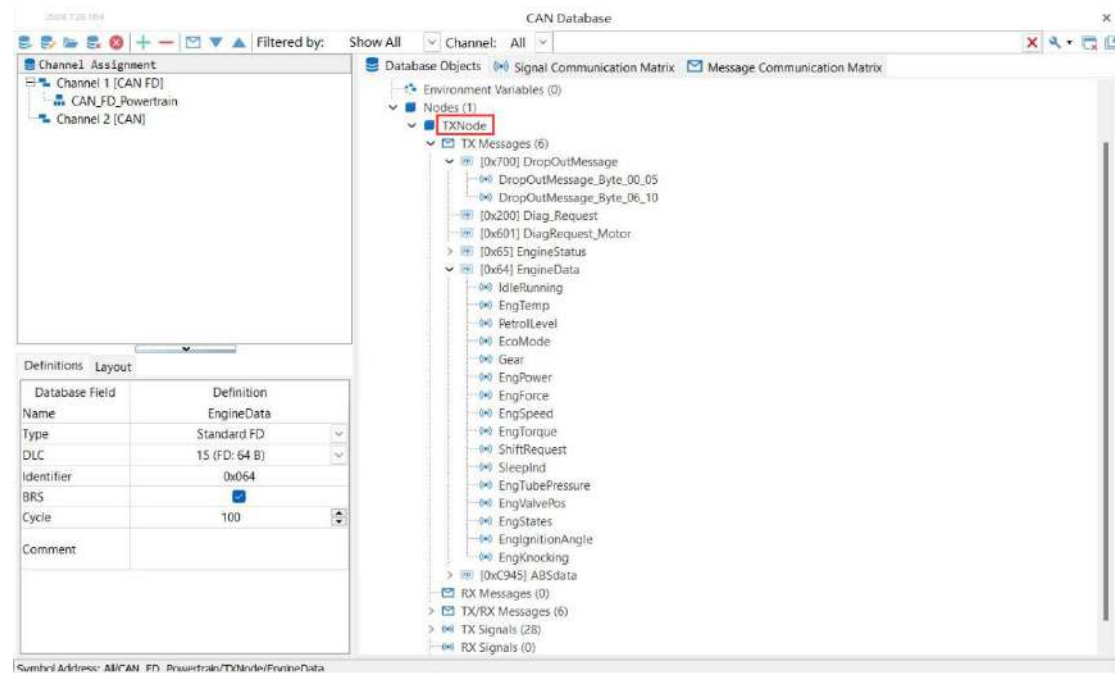 CAN Database
Filtered by: Show All Channel: All
Channel Assignment
Channel 1 [CAN FD]
CAN_FD_Powertrain
Channel 2 [CAN]
Definitions Layout
Database Field Definition
Name EngineData
Type Standard FD
DLC 15 (FD: 64 B)
Identifier 0x064
BRS
Cycle 100
Comment
Database Objects Signal Communication Matrix Message Communication Matrix
Environment Variables (0)
Nodes (1)
TXNode
TX Messages (6)
[0x700] DropOutMessage
DropOutMessage_Byte_00_05
DropOutMessage_Byte_06_10
[0x200] Diag_Request
[0x601] DiagRequest_Motor
[0x65] EngineStatus
[0x64] EngineData
IdleRunning
EngTemp
PetrolLevel
EcoMode
Gear
EngPower
EngForce
EngSpeed
EngTorque
ShiftRequest
SleepInd
EngTubePressure
EngValvePos
EngStates
EngIgnitionAngle
EngKnocking
[0xC945] ABSdata
RX Messages (0)
TX/RX Messages (6)
TX Signals (28)
RX Signals (0)
Symbol Address: All/CAN_FD_Powertrain/TXNode/EngineData